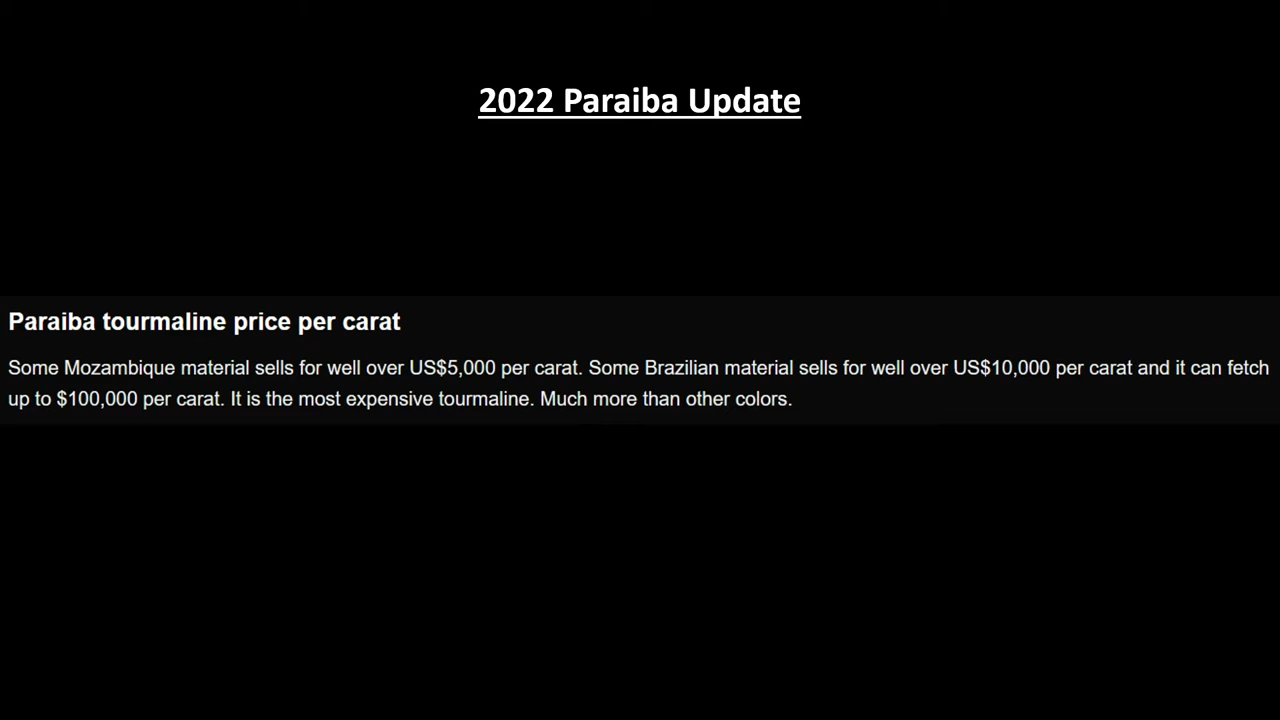 2022 Paraiba Update
Paraiba tourmaline price per carat
Some Mozambique material sells for well over US$5,000 per carat. Some Brazilian material sells for well over US$10,000 per carat and it can fetch
up to $100,000 per carat. It is the most expensive tourmaline. Much more than other colors.